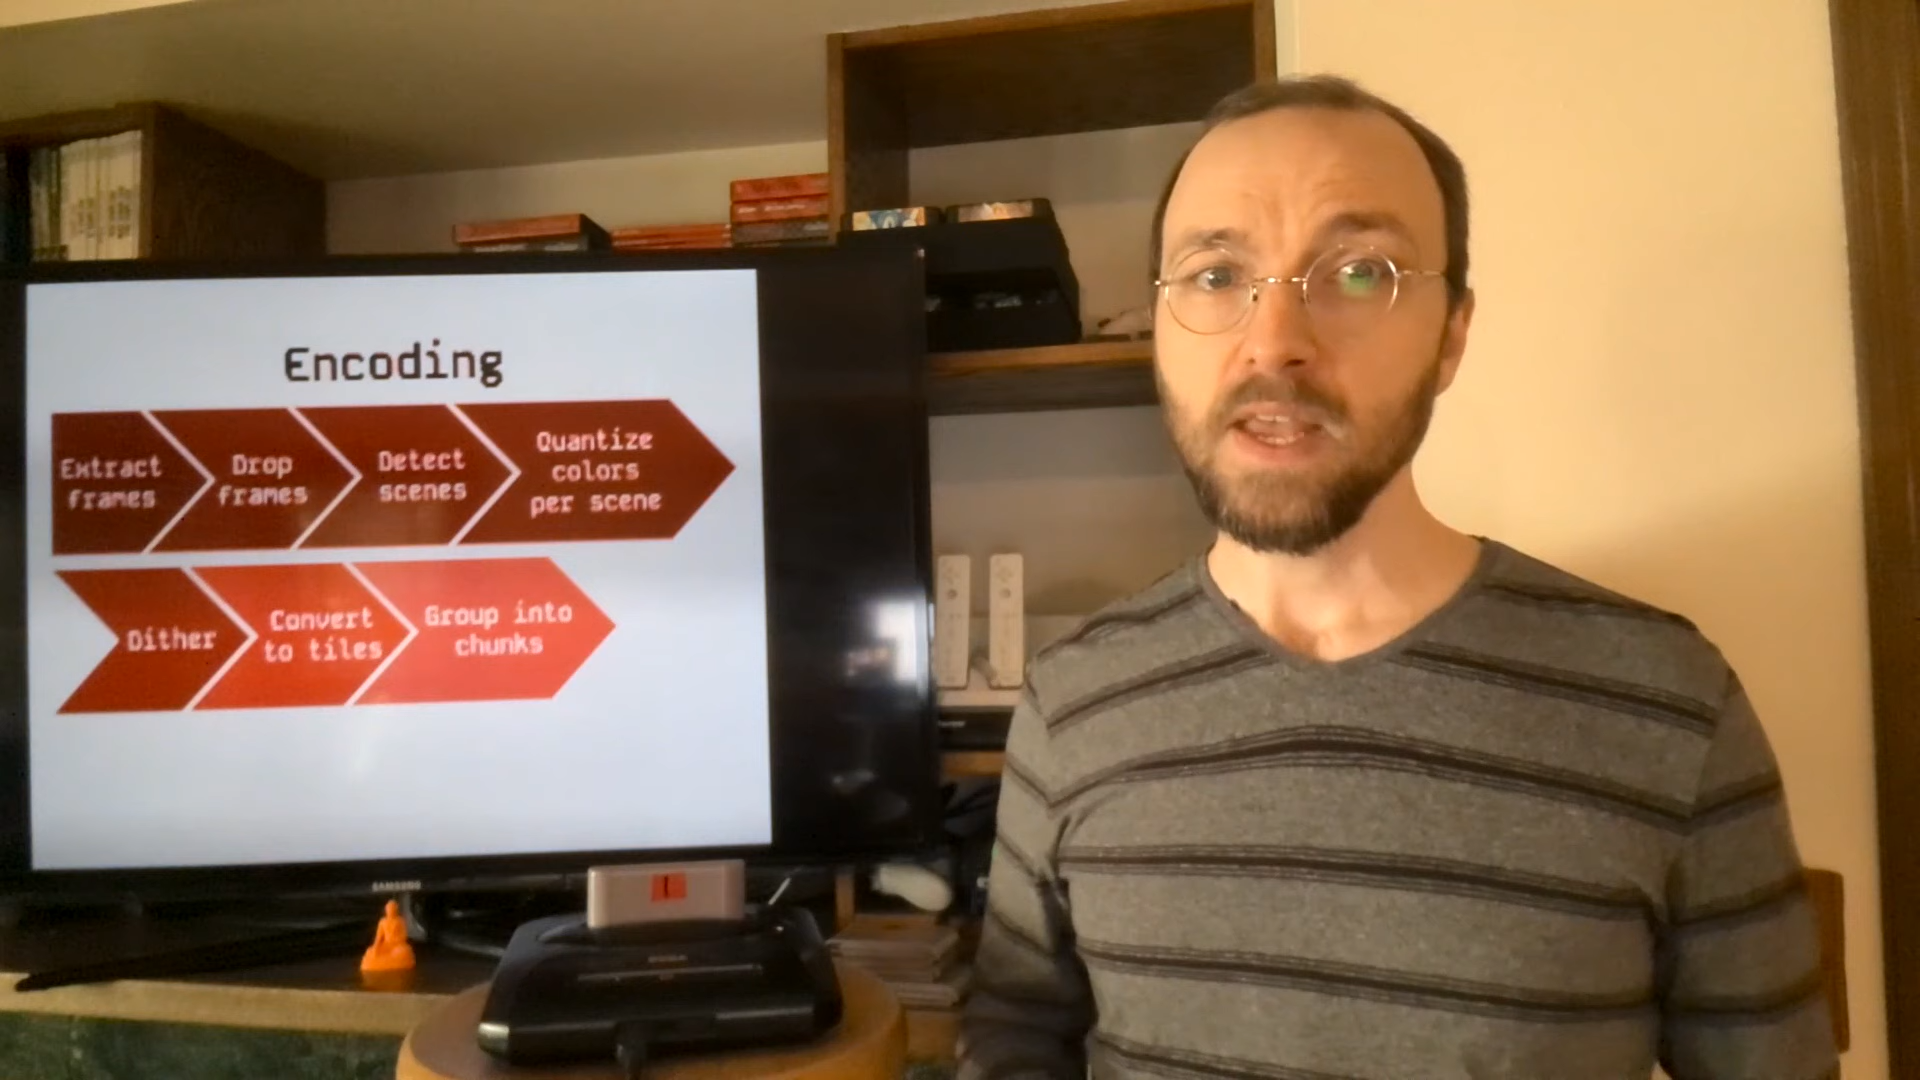 Encoding
Extract
frames
Drop
frames
Detect
scenes
Quantize
colors
per scene
Dither
Convert
to tiles
Group into
chunks
SAMSUNG
SEGA